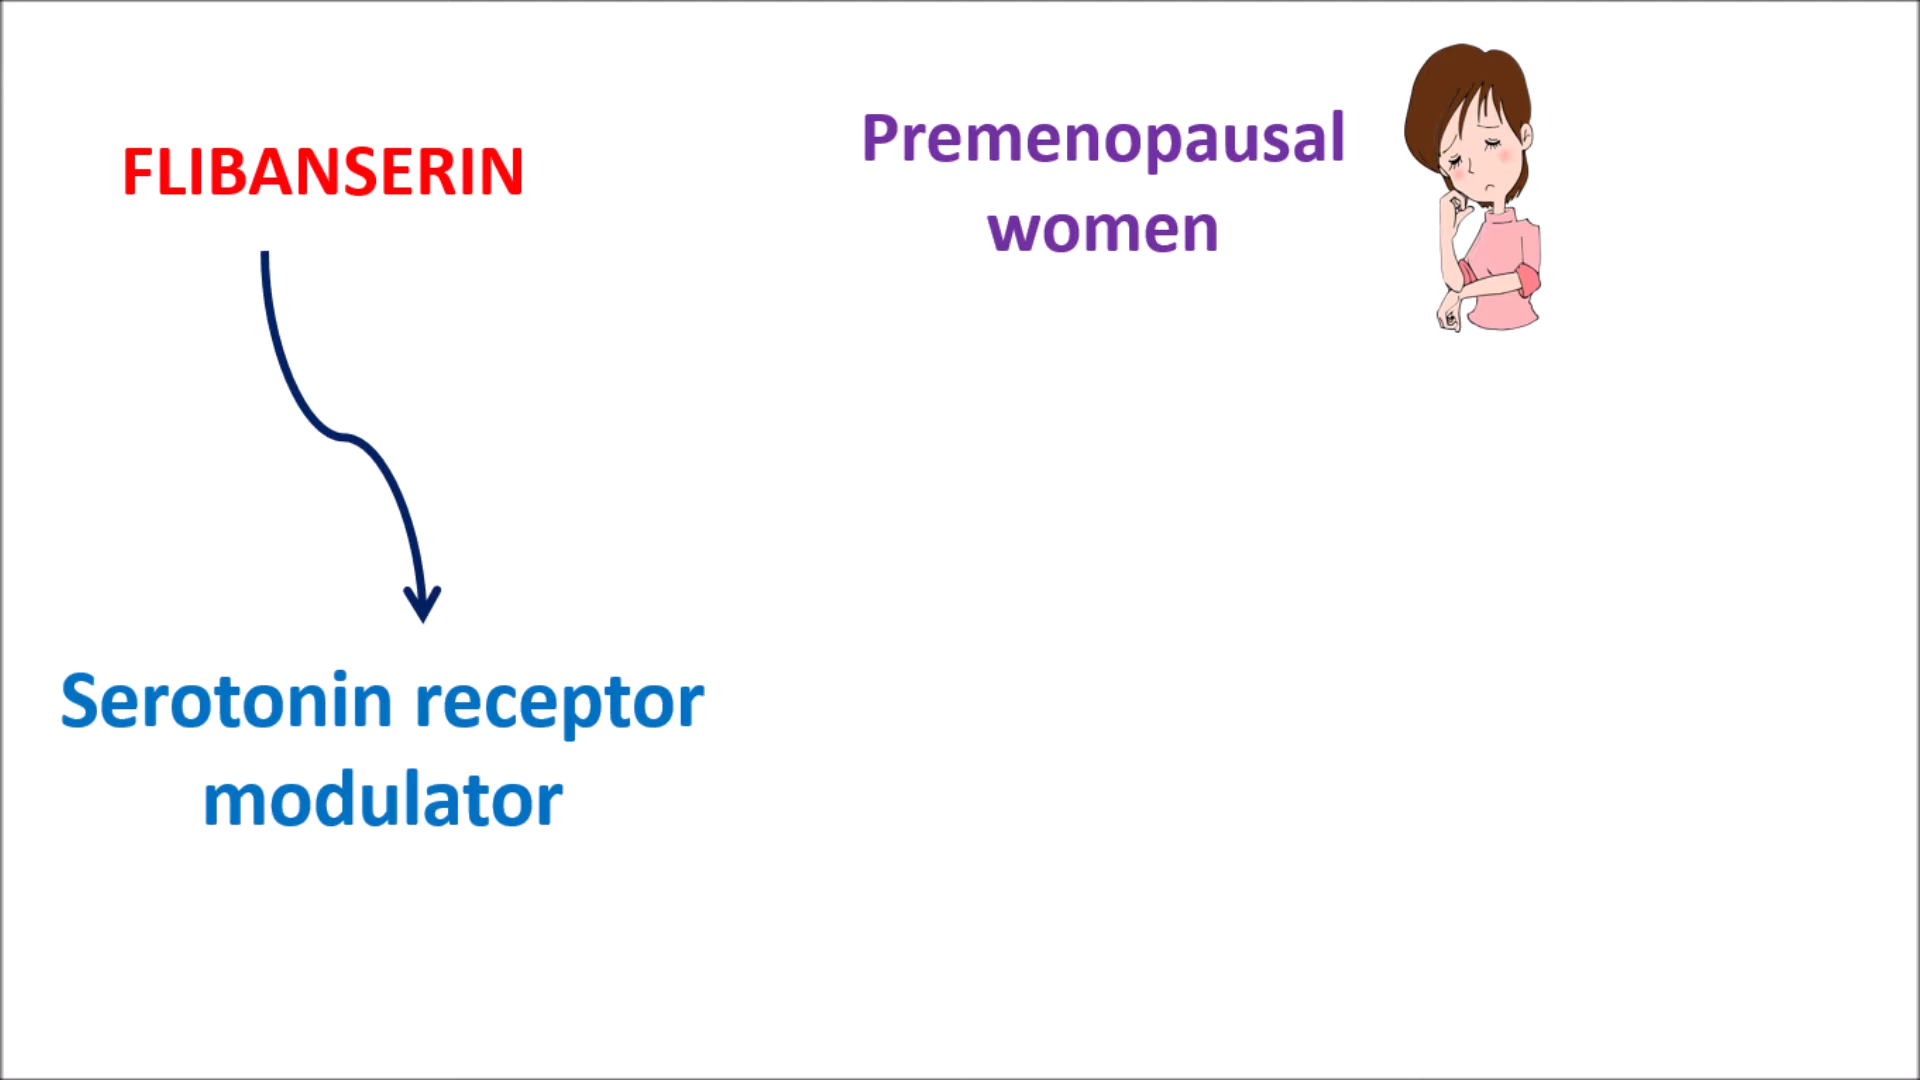 FLIBANSERIN
Premenopausal
women
Serotonin receptor
modulator